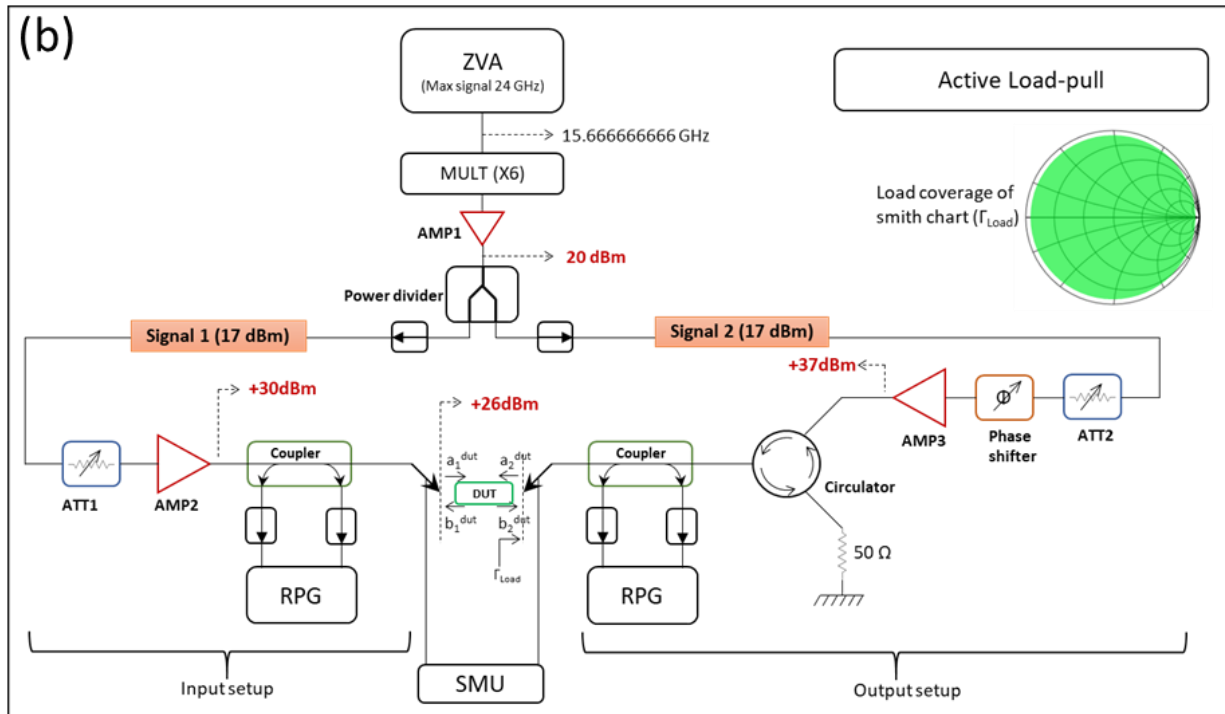 (b)
ZVA
(Max signal 24 GHz)
Active Load-pull
15.666666666 GHz
MULT (X6)
Load coverage of
smith chart (ΓLoad)
AMP1
20 dBm
Power divider
Signal 1 (17 dBm)
Signal 2 (17 dBm)
+30dBm
+26dBm
+37dBm
ATT1
AMP2
Coupler
a1dut
a2dut
DUT
b1dut
b2dut
ΓLoad
Coupler
Circulator
AMP3
Φ
Phase
shifter
ATT2
50 Ω
RPG
RPG
SMU
Input setup
Output setup